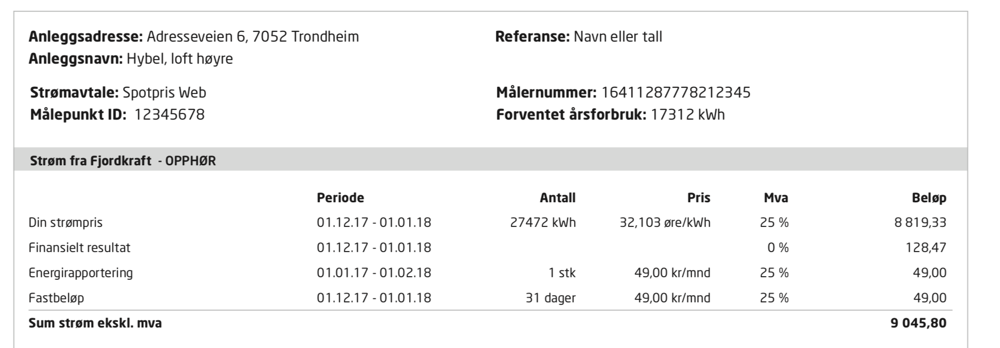 Anleggsadresse: Adresseveien 6, 7052 Trondheim Referanse: Navn eller tall
Anleggsnavn: Hybel, loft høyre
Strømavtale: Spotpris Web Målernummer: 16411287778212345
Målepunkt ID: 12345678 Forventet årsforbruk: 17312 kWh
Strøm fra Fjordkraft - OPPHØR
Periode Antall Pris Mva Beløp
Din strømpris 01.12.17 - 01.01.18 27472 kWh 32,103 øre/kWh 25 % 8 819,33
Finansielt resultat 01.12.17 - 01.01.18 0 % 128,47
Energirapportering 01.01.17 - 01.02.18 1 stk 49,00 kr/mnd 25 % 49,00
Fastbeløp 01.12.17 - 01.01.18 31 dager 49,00 kr/mnd 25 % 49,00
Sum strøm ekskl. mva 9 045,80